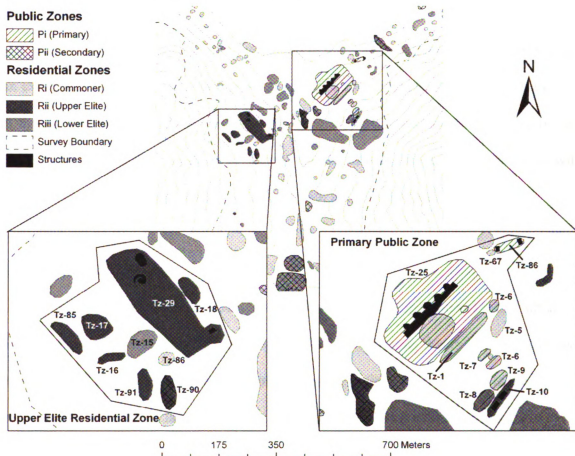 Public Zones
Pi (Primary)
Pii (Secondary)
Residential Zones
Ri (Commoner)
Rii (Upper Elite)
Riii (Lower Elite)
Survey Boundary
Structures
N
Tz-85
Tz-17
Tz-29
Tz-18
Tz-15
Tz-86
Tz-16
Tz-91
Tz-90
Upper Elite Residential Zone
Primary Public Zone
Tz-67
Tz-86
Tz-25
Tz-6
Tz-5
Tz-1
Tz-7
Tz-6
Tz-9
Tz-8
Tz-10
0 175 350 700 Meters